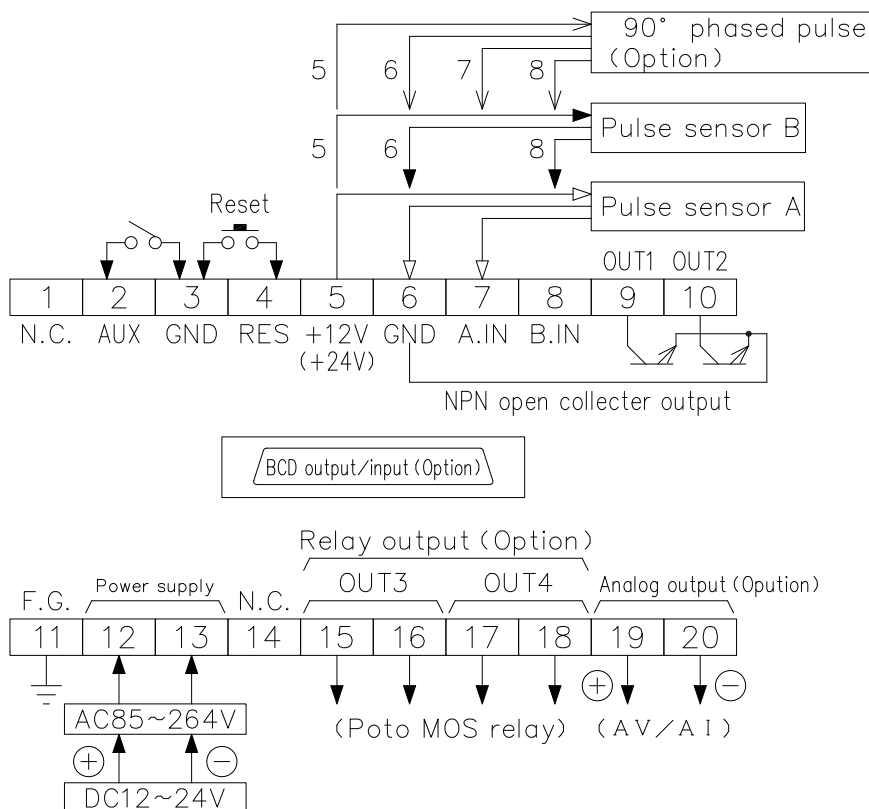 90° phased pulse
(Option)
5 6 7 8
Pulse sensor B
5 6 8
Pulse sensor A
Reset
OUT1 OUT2
1 2 3 4 5 6 7 8 9 10
N.C. AUX GND RES +12V GND A.IN B.IN
(+24V)
NPN open collecter output
BCD output/input(Option)
Relay output(Option)
F.G. Power supply N.C. OUT3 OUT4 Analog output(Opution)
11 12 13 14 15 16 17 18 19 20
+ −
AC85~264V (Poto MOS relay) (AV/AI)
+ −
DC12~24V